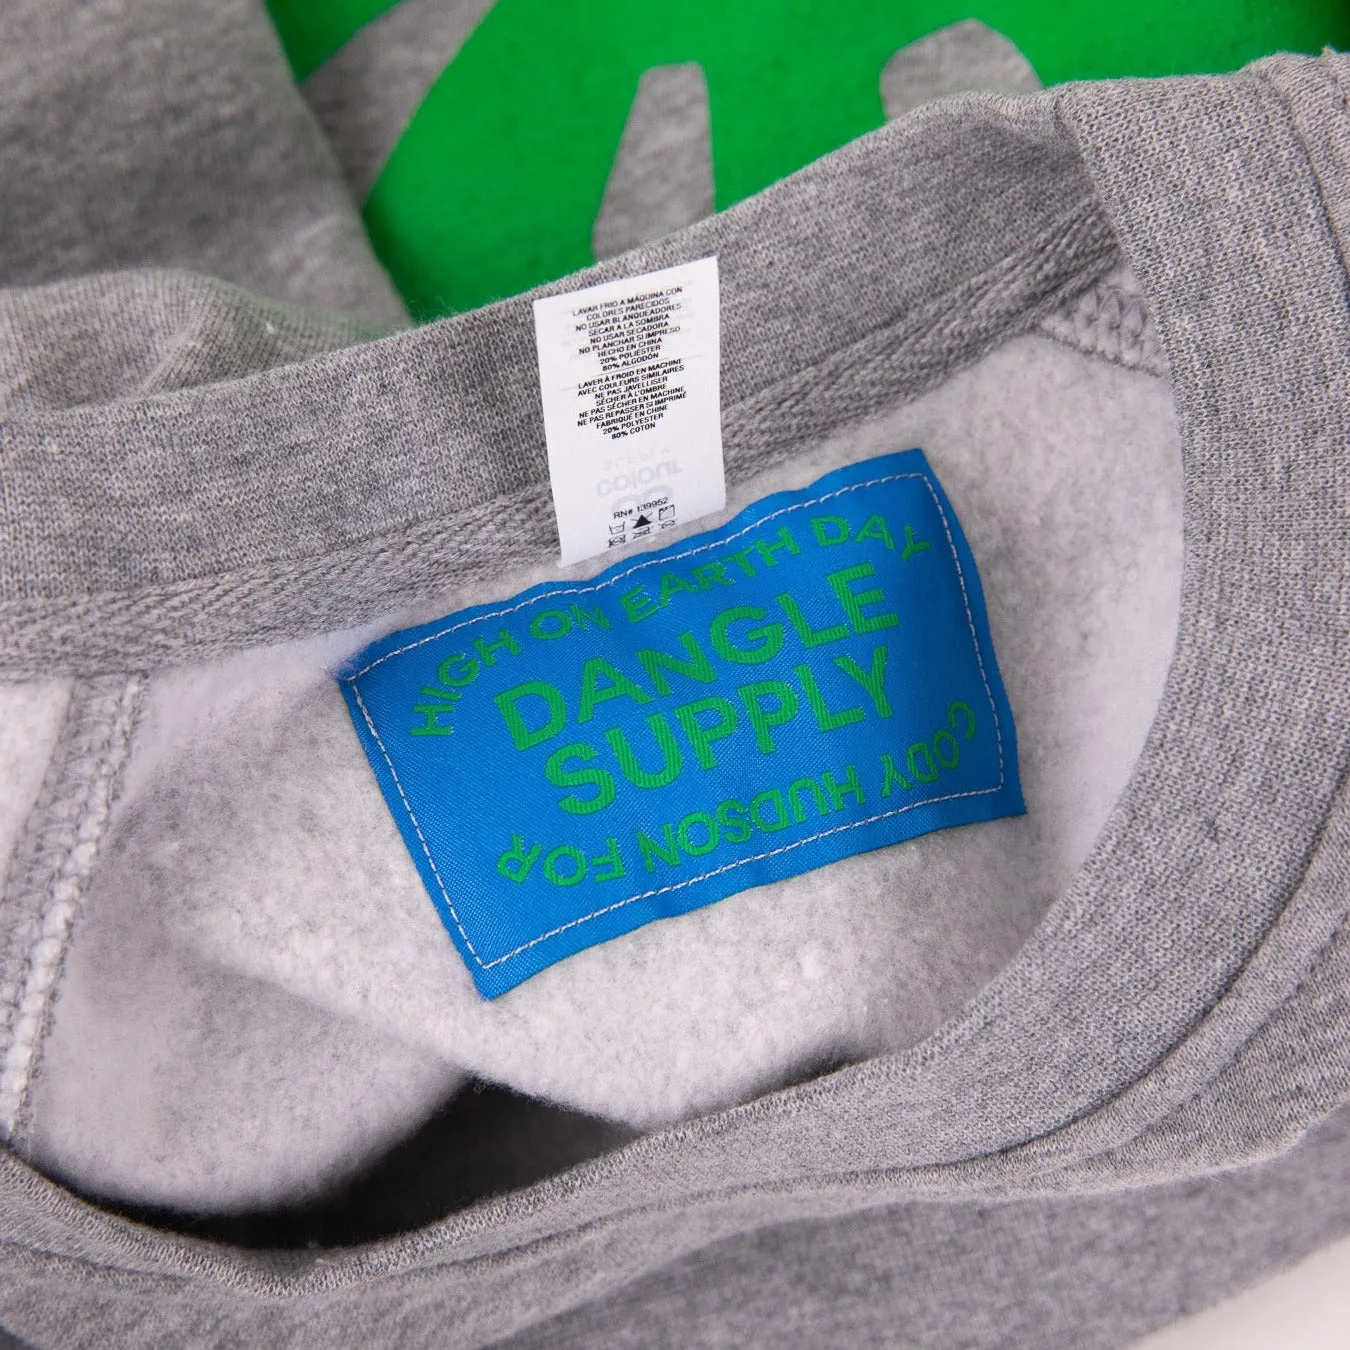 LAVAR FRIO A MÁQUINA CON
COLORES PARECIDOS
NO USAR BLANQUEADORES
SECAR A LA SOMBRA
NO USAR SECADORA
NO PLANCHAR SI IMPRESO
HECHO EN CHINA
20% POLIÉSTER
80% ALGODÓN
LAVER À FROID EN MACHINE
AVEC COULEURS SIMILAIRES
NE PAS JAVELLISER
SÉCHER À L'OMBRE
NE PAS SÉCHER EN MACHINE
NE PAS REPASSER SI IMPRIMÉ
FABRIQUÉ EN CHINE
20% POLYESTER
80% COTON
RN# 139952
HIGH ON EARTH DAY
DANGLE
SUPPLY
CODY HUDSON FOR